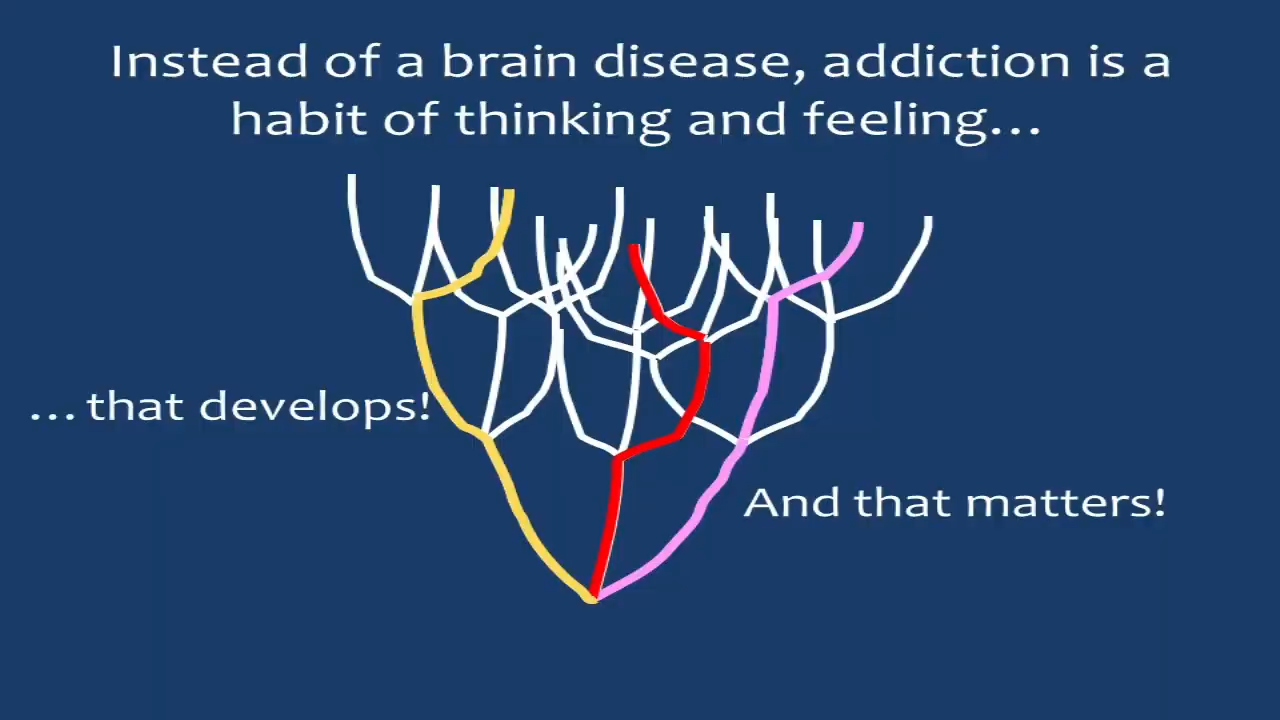 Instead of a brain disease, addiction is a
habit of thinking and feeling...
... that develops!
And that matters!